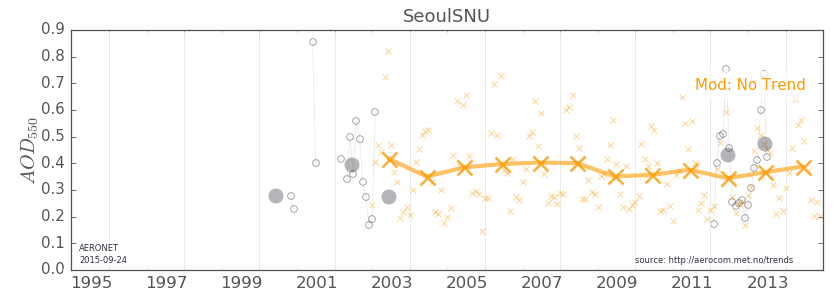 SeoulSNU
0.9
0.8
0.7
0.6
0.5
0.4
0.3
0.2
0.1
0.0
AOD550
Mod: No Trend
AERONET
2015-09-24
source: http://aerocom.met.no/trends
1995 1997 1999 2001 2003 2005 2007 2009 2011 2013